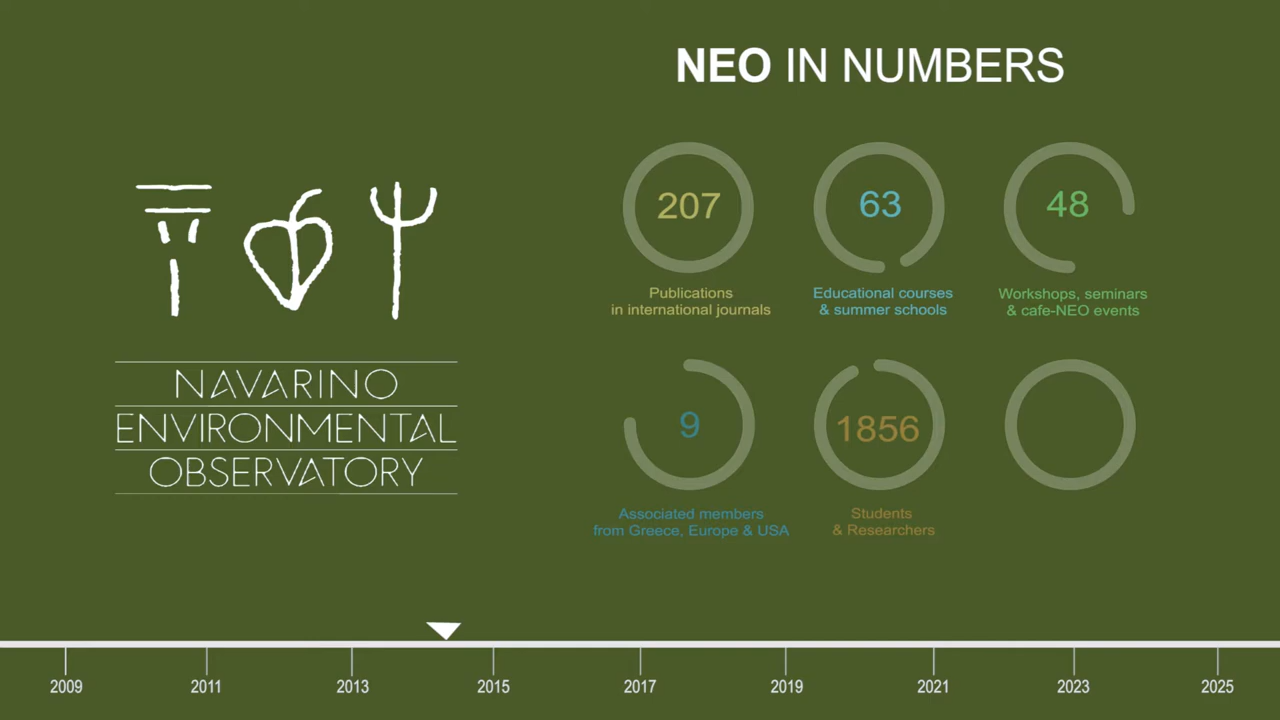 NEO IN NUMBERS
207
63
48
Publications
in international journals
Educational courses
& summer schools
Workshops, seminars
& cafe-NEO events
9
1856
Associated members
from Greece, Europe & USA
Students
& Researchers
NAVARINO
ENVIRONMENTAL
OBSERVATORY
2009
2011
2013
2015
2017
2019
2021
2023
2025